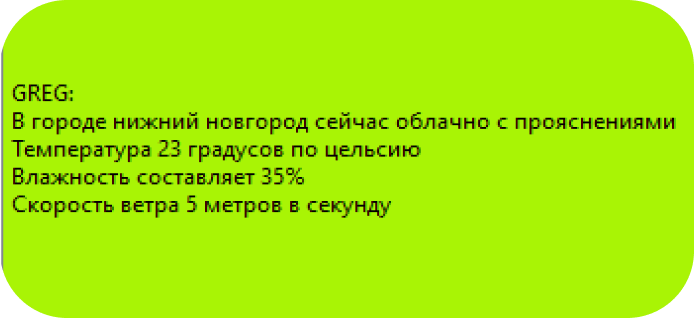 GREG:
В городе нижний новгород сейчас облачно с прояснениями
Температура 23 градусов по цельсию
Влажность составляет 35%
Скорость ветра 5 метров в секунду